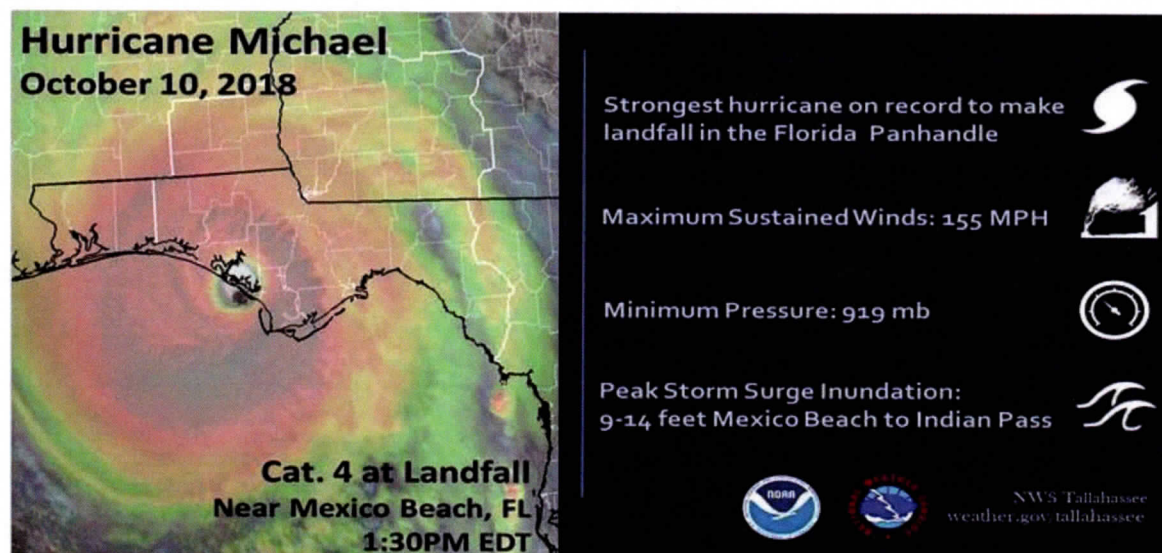 Hurricane Michael
October 10, 2018
Cat. 4 at Landfall
Near Mexico Beach, FL
1:30PM EDT
Strongest hurricane on record to make
landfall in the Florida Panhandle
Maximum Sustained Winds: 155 MPH
Minimum Pressure: 919 mb
Peak Storm Surge Inundation:
9-14 feet Mexico Beach to Indian Pass
NOAA
NWS Tallahassee
weather.gov/tallahassee